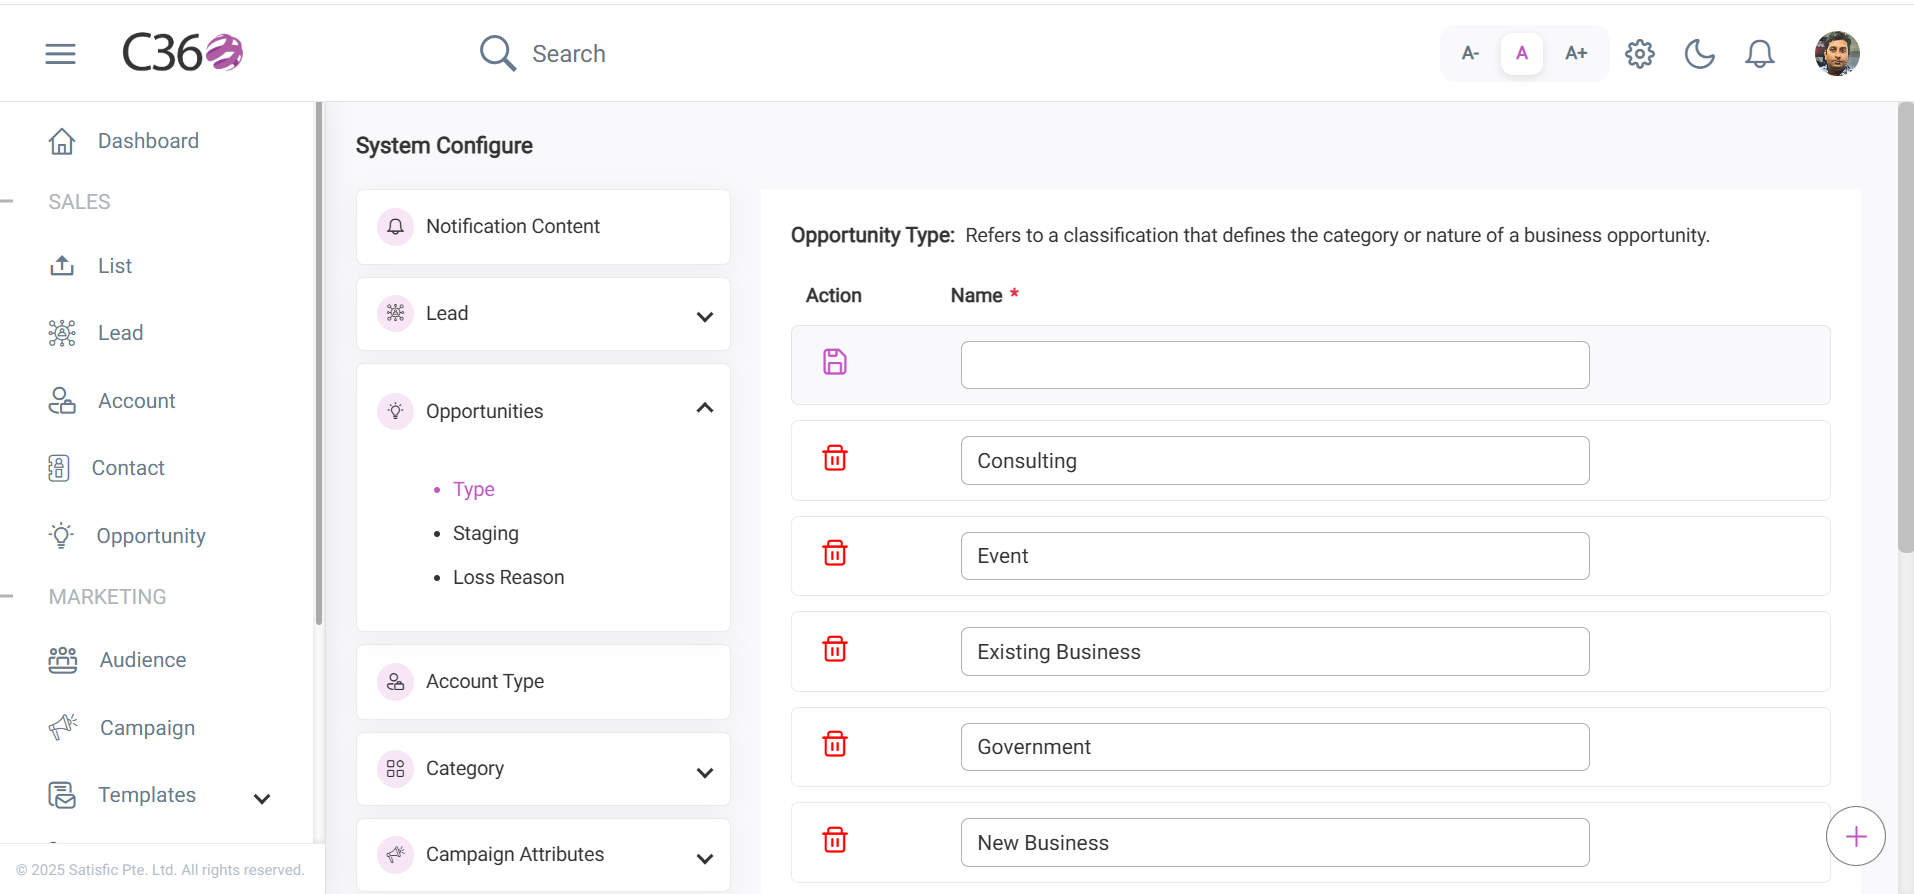 C360
Search
A- A A+
Dashboard
SALES
List
Lead
Account
Contact
Opportunity
MARKETING
Audience
Campaign
Templates
© 2025 Satisfic Pte. Ltd. All rights reserved.
System Configure
Notification Content
Lead
Opportunities
• Type
• Staging
• Loss Reason
Account Type
Category
Campaign Attributes
Opportunity Type: Refers to a classification that defines the category or nature of a business opportunity.
Action Name *
Consulting
Event
Existing Business
Government
New Business